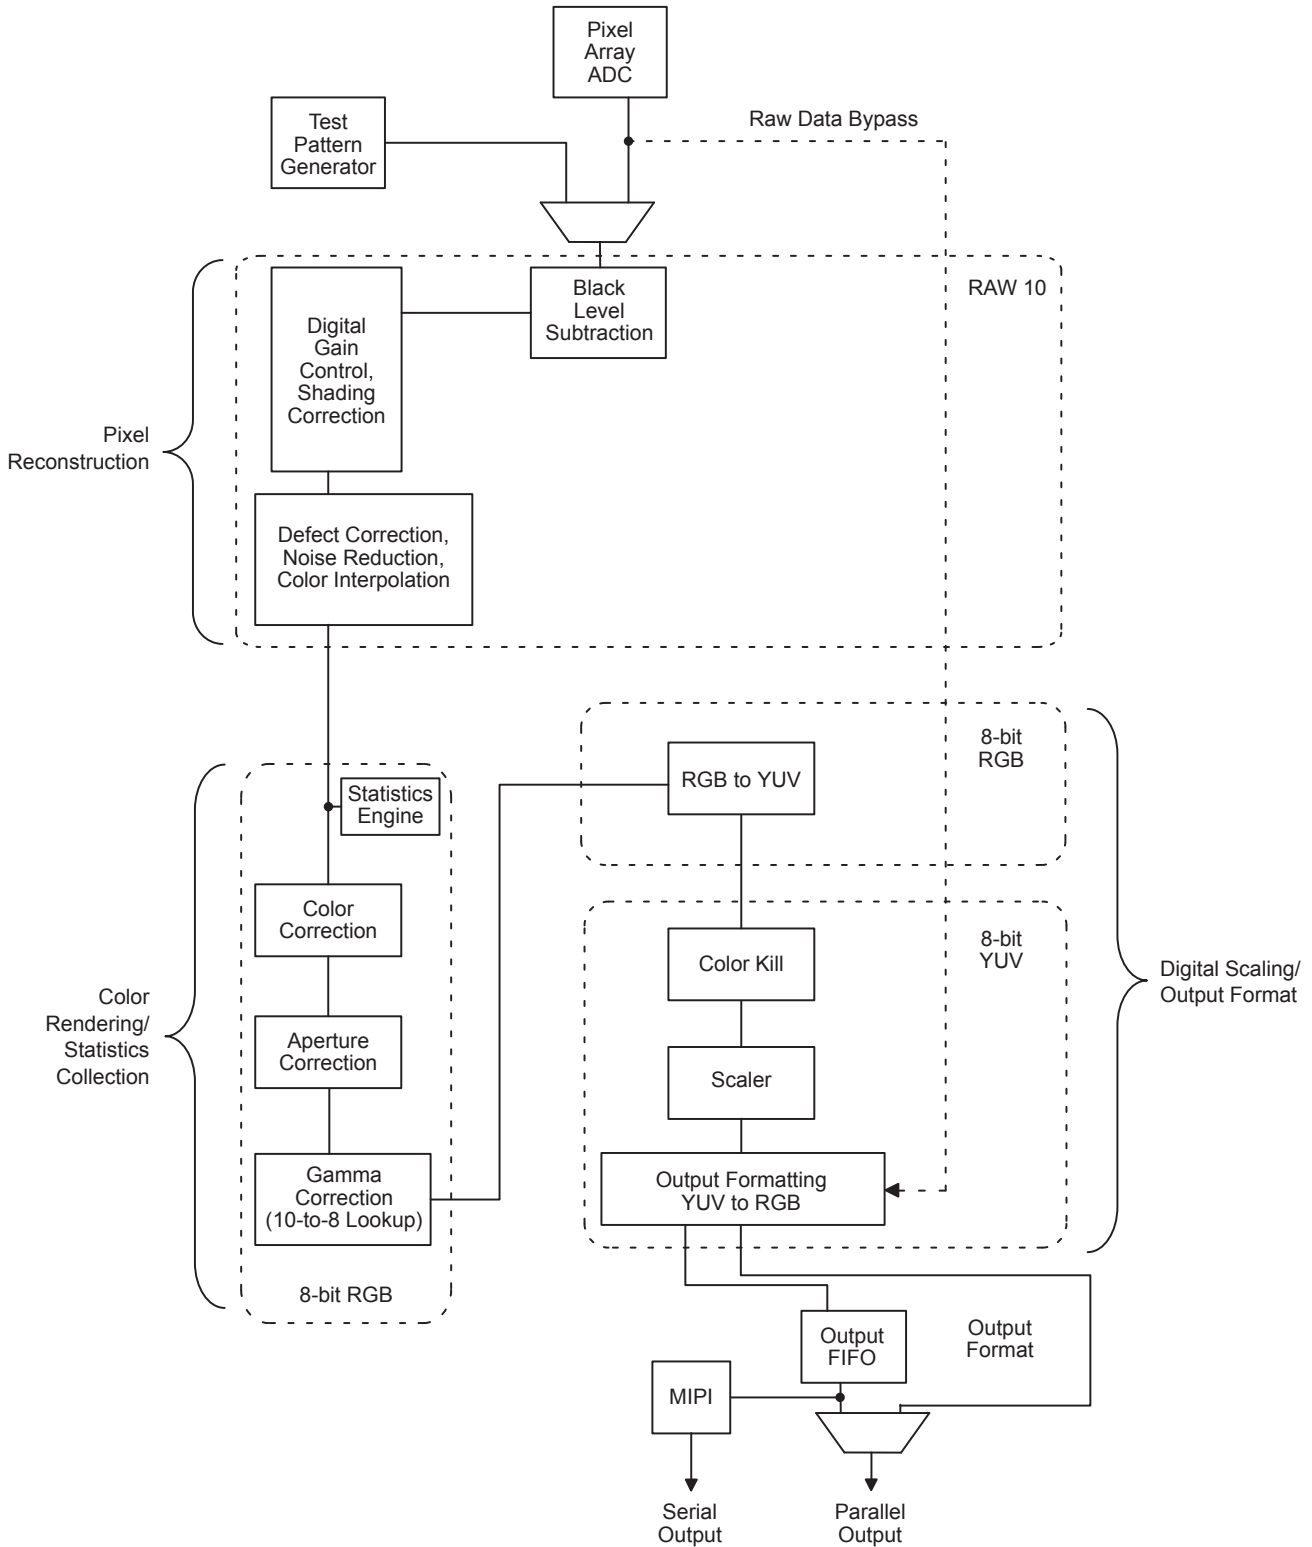 Pixel
Array
ADC
Raw Data Bypass
Test
Pattern
Generator
RAW 10
Black
Level
Subtraction
Digital
Gain
Control,
Shading
Correction
Pixel
Reconstruction
Defect Correction,
Noise Reduction,
Color Interpolation
8-bit
RGB
RGB to YUV
Statistics
Engine
Color
Correction
8-bit
YUV
Color Kill
Digital Scaling/
Output Format
Color
Rendering/
Statistics
Collection
Aperture
Correction
Scaler
Gamma
Correction
(10-to-8 Lookup)
Output Formatting
YUV to RGB
8-bit RGB
Output
FIFO
Output
Format
MIPI
Serial
Output
Parallel
Output